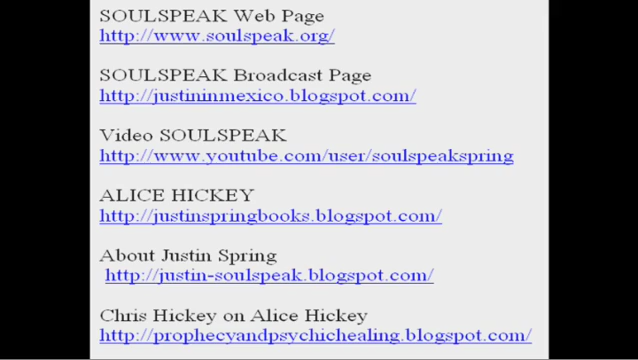 SOULSPEAK Web Page
http://www.soulspeak.org/
SOULSPEAK Broadcast Page
http://justininmexico.blogspot.com/
Video SOULSPEAK
http://www.youtube.com/user/soulspeakspring
ALICE HICKEY
http://justinspringbooks.blogspot.com/
About Justin Spring
http://justin-soulspeak.blogspot.com/
Chris Hickey on Alice Hickey
http://prophecyandpsychichealing.blogspot.com/